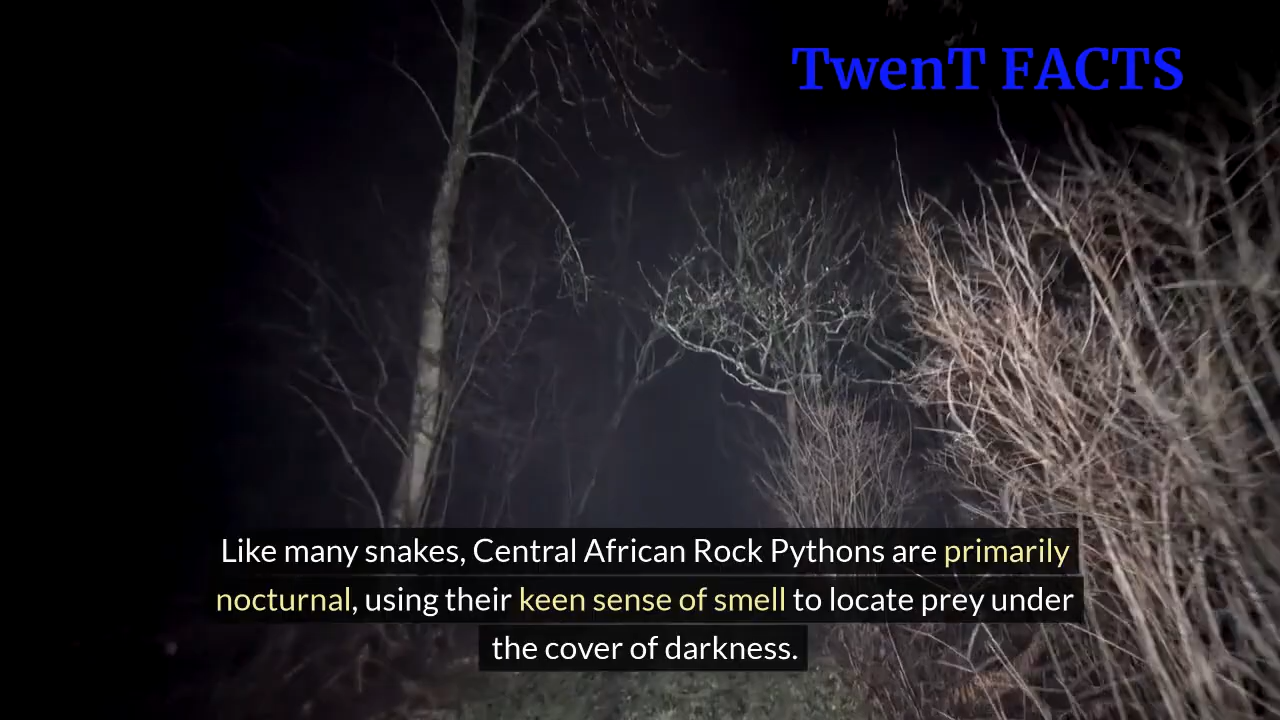 TwenT FACTS
Like many snakes, Central African Rock Pythons are primarily
nocturnal, using their keen sense of smell to locate prey under
the cover of darkness.